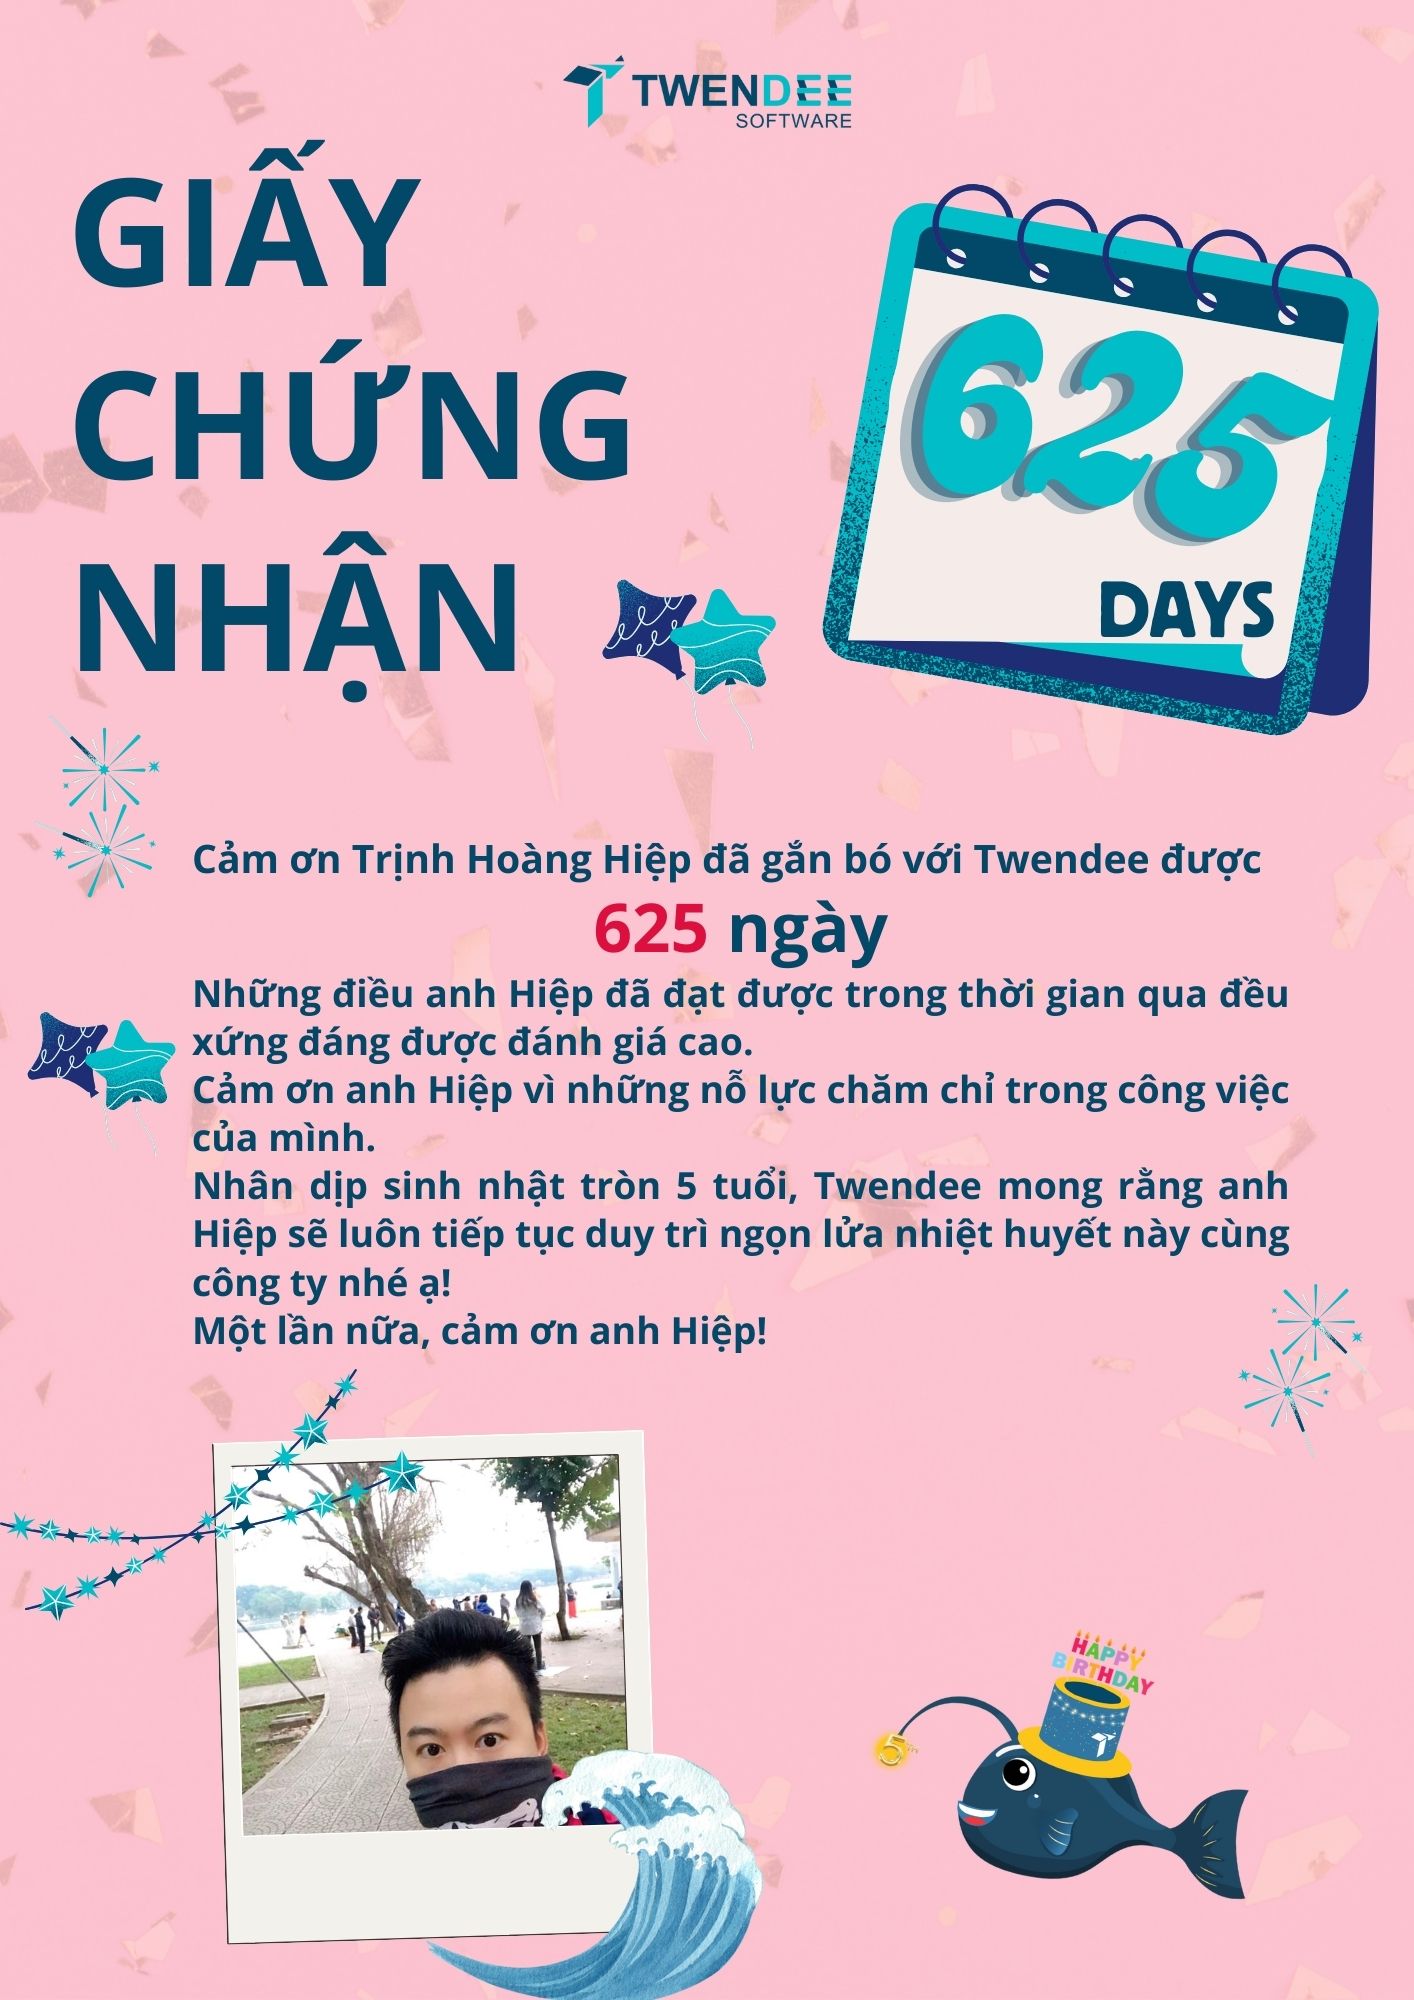 TWENDEE
SOFTWARE
GIẤY
CHỨNG
NHẬN
625
DAYS
Cảm ơn Trịnh Hoàng Hiệp đã gắn bó với Twendee được
625 ngày
Những điều anh Hiệp đã đạt được trong thời gian qua đều
xứng đáng được đánh giá cao.
Cảm ơn anh Hiệp vì những nỗ lực chăm chỉ trong công việc
của mình.
Nhân dịp sinh nhật tròn 5 tuổi, Twendee mong rằng anh
Hiệp sẽ luôn tiếp tục duy trì ngọn lửa nhiệt huyết này cùng
công ty nhé ạ!
Một lần nữa, cảm ơn anh Hiệp!
HAPPY
BIRTHDAY
5th